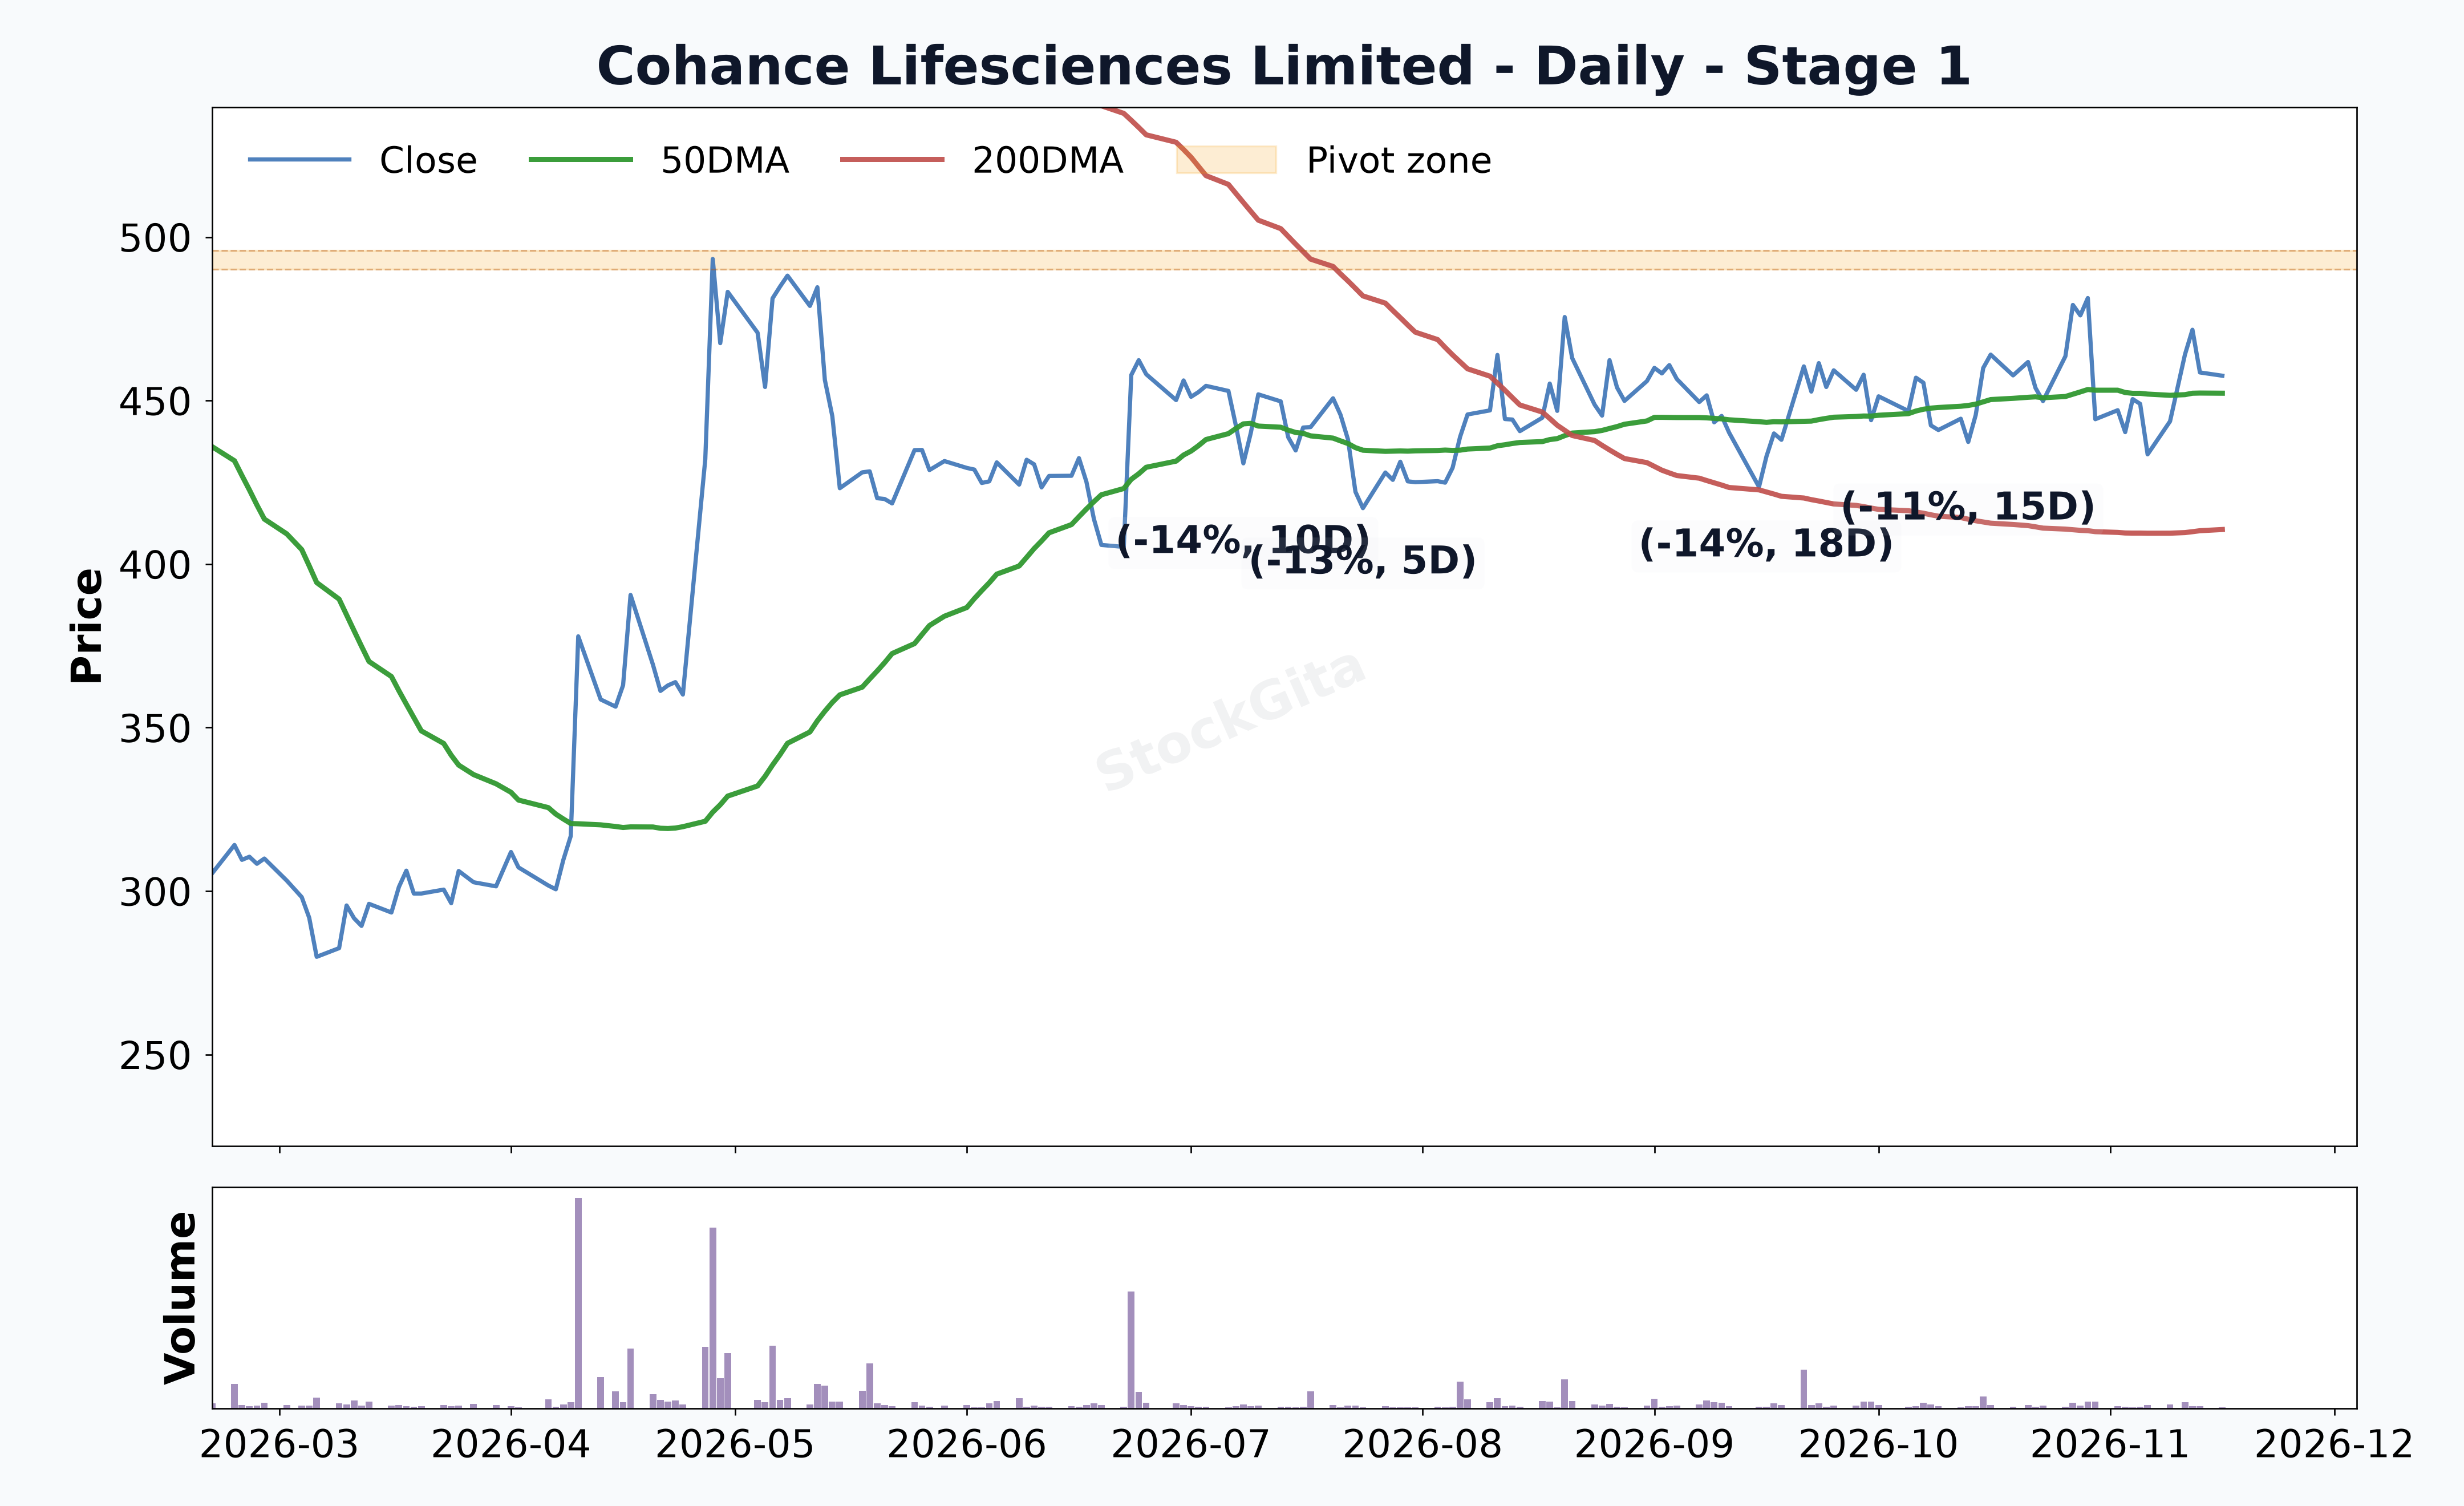 Cohance Lifesciences Limited - Daily - Stage 1
Close 50DMA 200DMA Pivot zone
500
450
400
350
300
250
Price
(-14%, 10D)
(-13%, 5D)
(-14%, 18D)
(-11%, 15D)
StockGita
Volume
2026-03 2026-04 2026-05 2026-06 2026-07 2026-08 2026-09 2026-10 2026-11 2026-12